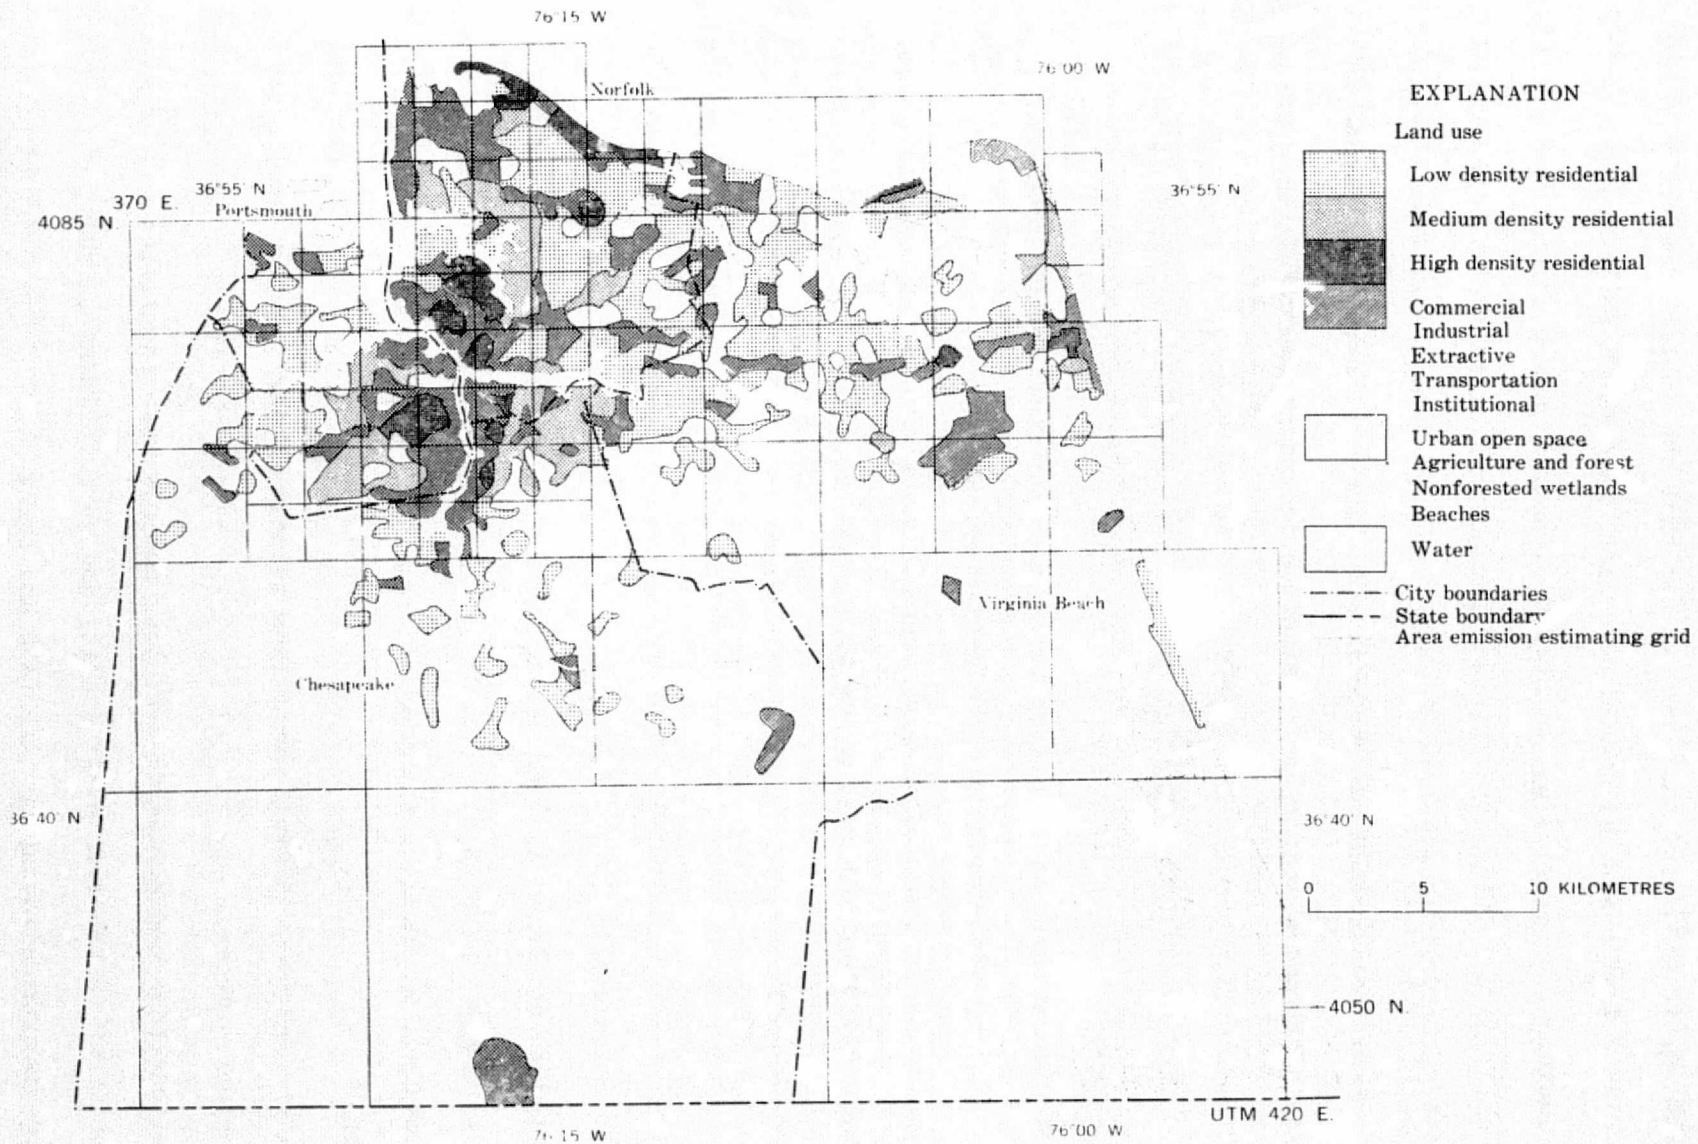 76°15' W
76°00' W
Norfolk
36°55' N
370 E.
Portsmouth
4085 N.
36°55' N
EXPLANATION
Land use
Low density residential
Medium density residential
High density residential
Commercial
Industrial
Extractive
Transportation
Institutional
Urban open space
Agriculture and forest
Nonforested wetlands
Beaches
Water
City boundaries
State boundary
Area emission estimating grid
Virginia Beach
Chesapeake
36°40' N
36°40' N
0 5 10 KILOMETRES
4050 N.
UTM 420 E.
76°15' W
76°00' W